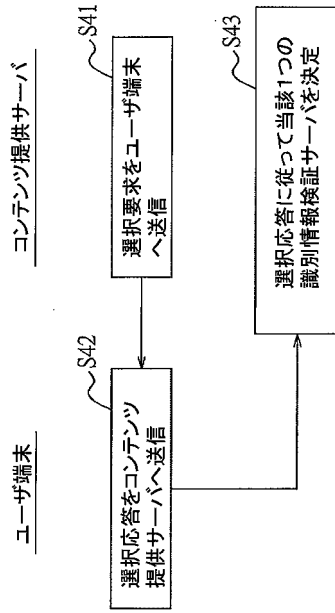 ユーザ端末
コンテンツ提供サーバ
S41
選択要求をユーザ端末
へ送信
S42
選択応答をコンテンツ
提供サーバへ送信
S43
選択応答に従って当該1つの
識別情報検証サーバを決定